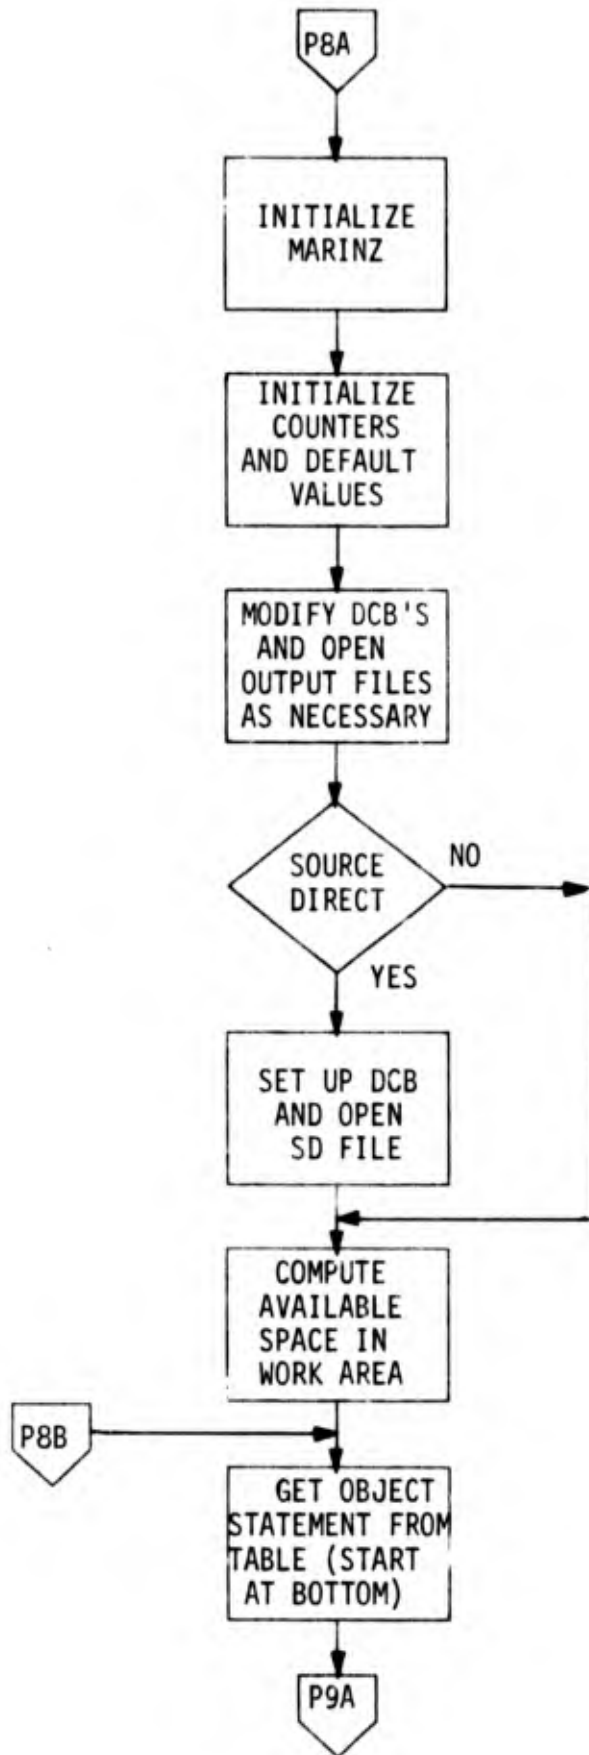 P8A
INITIALIZE
MARINZ
INITIALIZE
COUNTERS
AND DEFAULT
VALUES
MODIFY DCB'S
AND OPEN
OUTPUT FILES
AS NECESSARY
SOURCE
DIRECT
NO
YES
SET UP DCB
AND OPEN
SD FILE
COMPUTE
AVAILABLE
SPACE IN
WORK AREA
P8B
GET OBJECT
STATEMENT FROM
TABLE (START
AT BOTTOM)
P9A